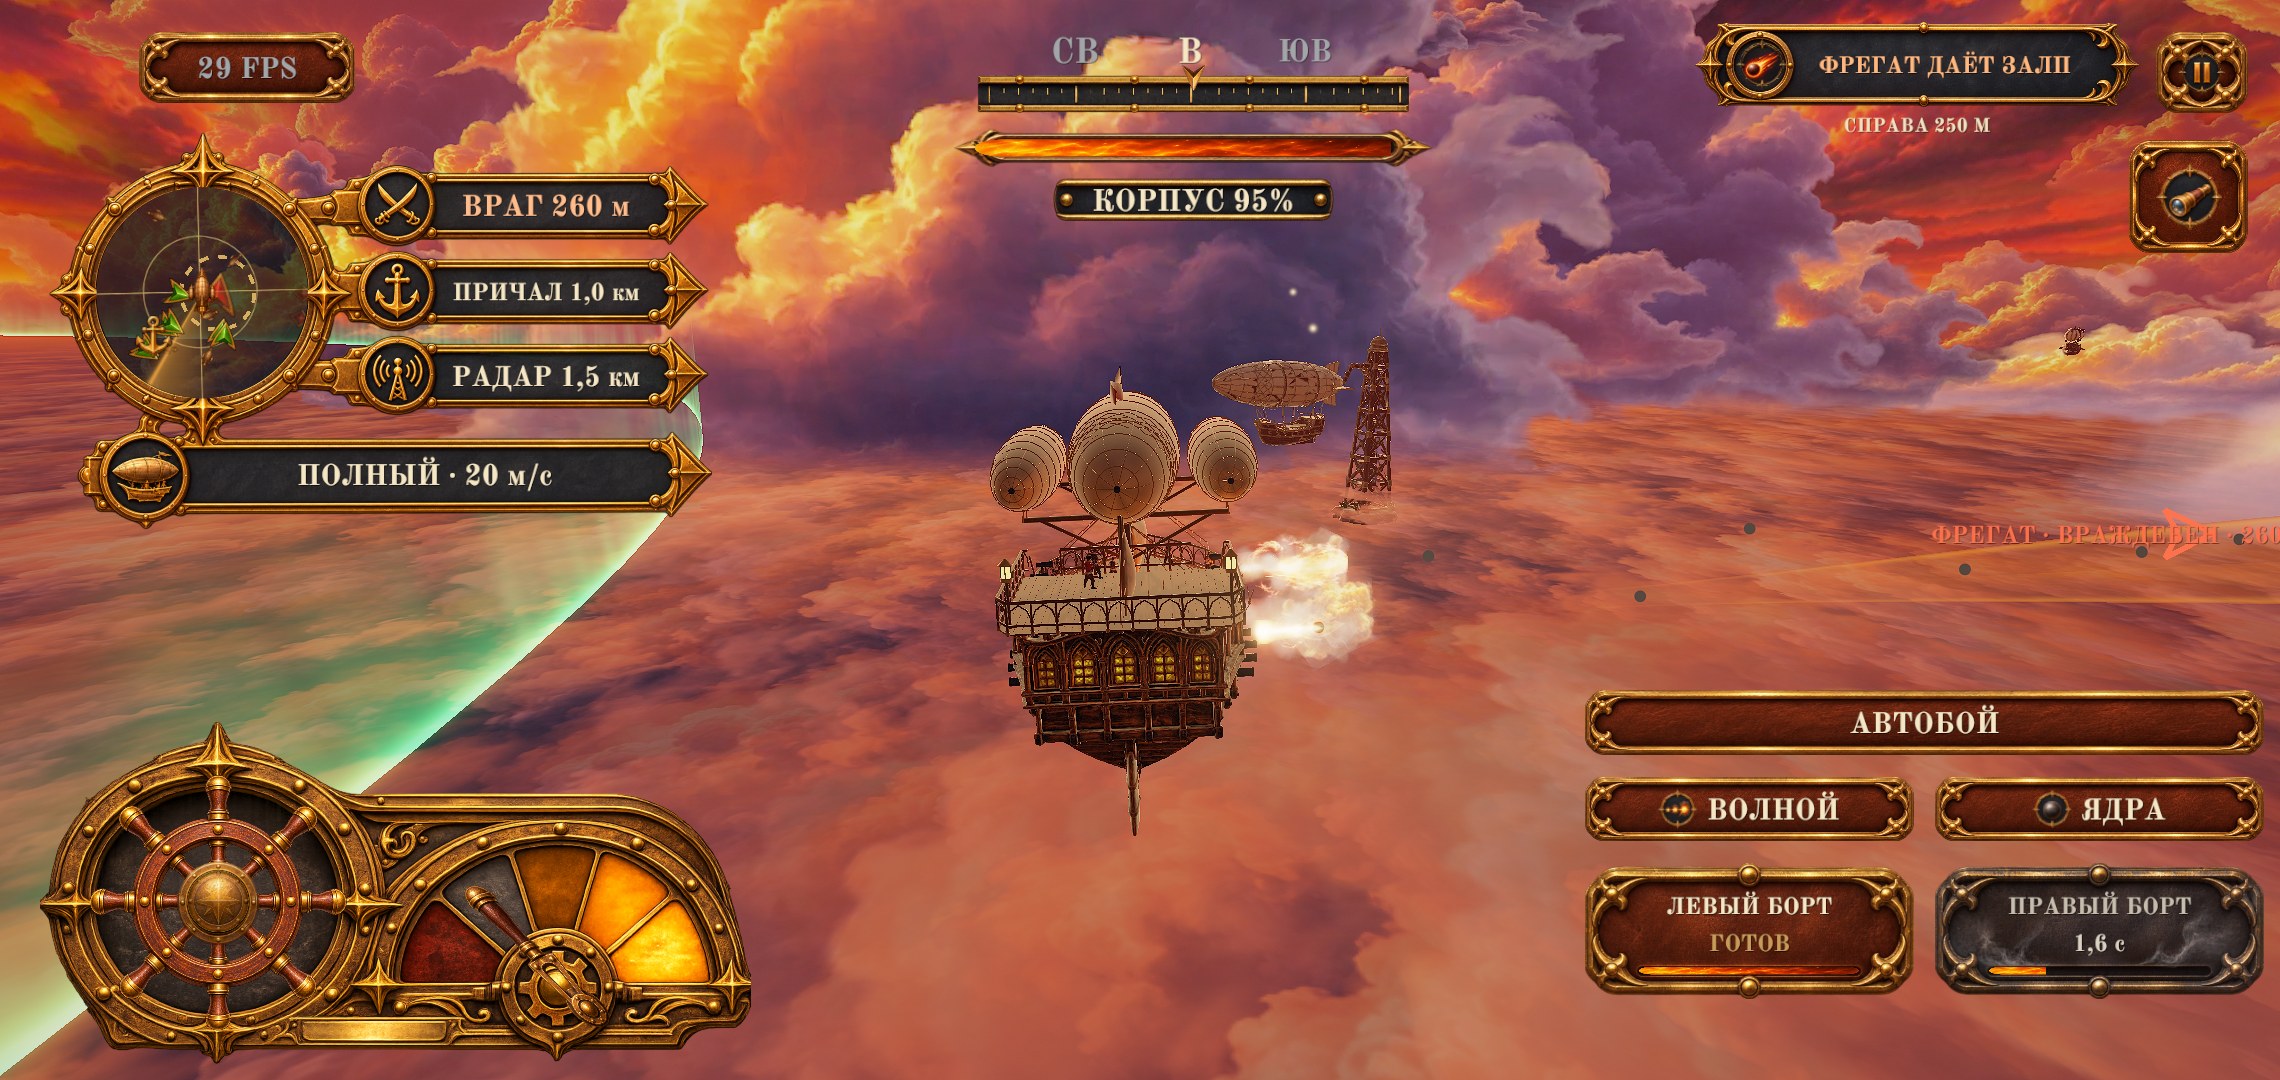 29 FPS
СВ В ЮВ
ФРЕГАТ ДАЁТ ЗАЛП
СПРАВА 250 М
ВРАГ 260 м
КОРПУС 95%
ПРИЧАЛ 1,0 км
РАДАР 1,5 км
ПОЛНЫЙ · 20 м/с
ФРЕГАТ · ВРАЖДЕБЕН · 260
АВТОБОЙ
ВОЛНОЙ
ЯДРА
ЛЕВЫЙ БОРТ
ГОТОВ
ПРАВЫЙ БОРТ
1,6 с